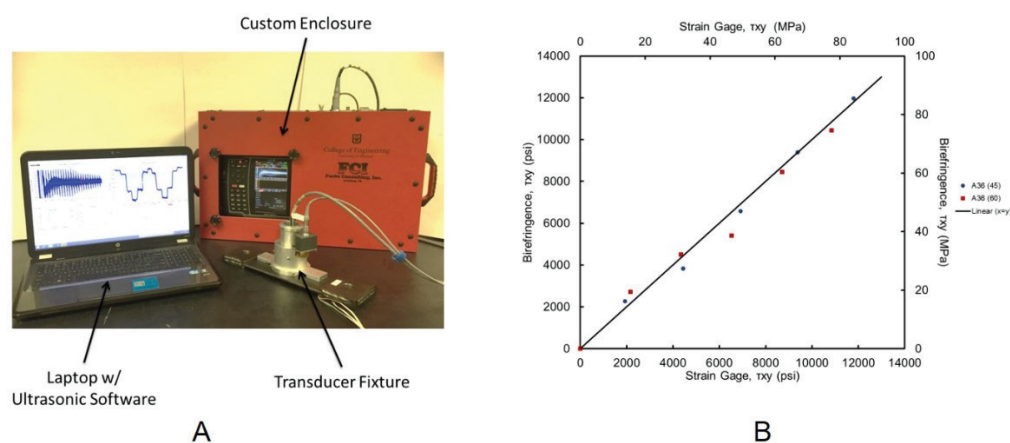 Custom Enclosure
College of Engineering
FCI
Laptop w/
Ultrasonic Software
Transducer Fixture
A
Strain Gage, τxy (MPa)
0 20 40 60 80 100
14000
12000
10000
8000
6000
4000
2000
0
Birefringence, τxy (psi)
100
80
60
40
20
0
Birefringence, τxy (MPa)
A36 (45)
A36 (60)
Linear (x=y
0 2000 4000 6000 8000 10000 12000 14000
Strain Gage, τxy (psi)
B